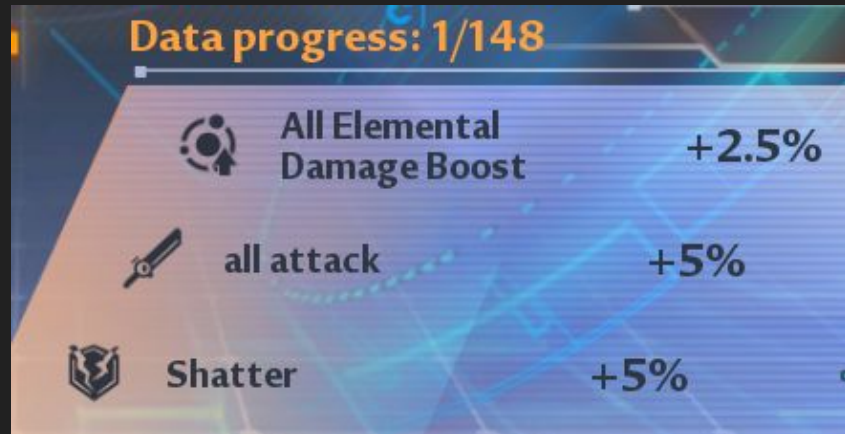 Data progress: 1/148
All Elemental
Damage Boost +2.5%
all attack +5%
Shatter +5%